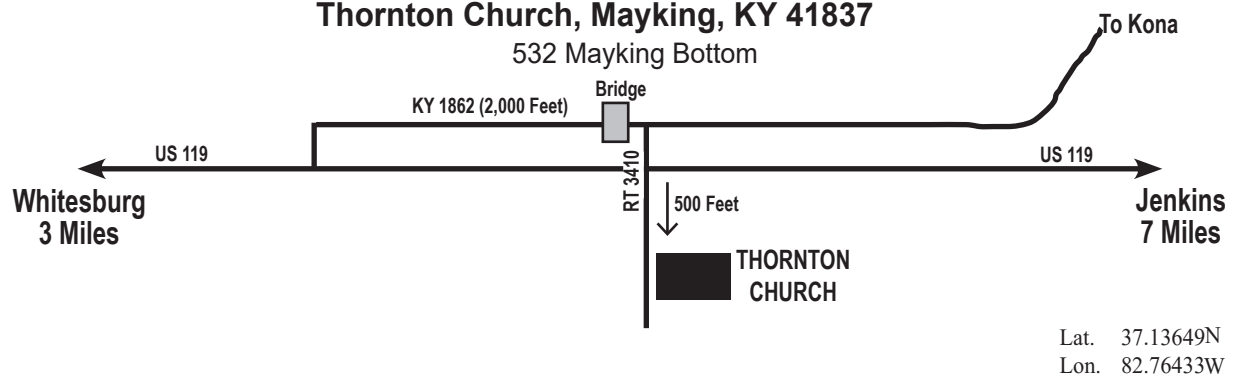 Thornton Church, Mayking, KY 41837
532 Mayking Bottom
To Kona
Bridge
KY 1862 (2,000 Feet)
US 119
US 119
RT 3410
Whitesburg
3 Miles
500 Feet
Jenkins
7 Miles
THORNTON
CHURCH
Lat. 37.13649N
Lon. 82.76433W